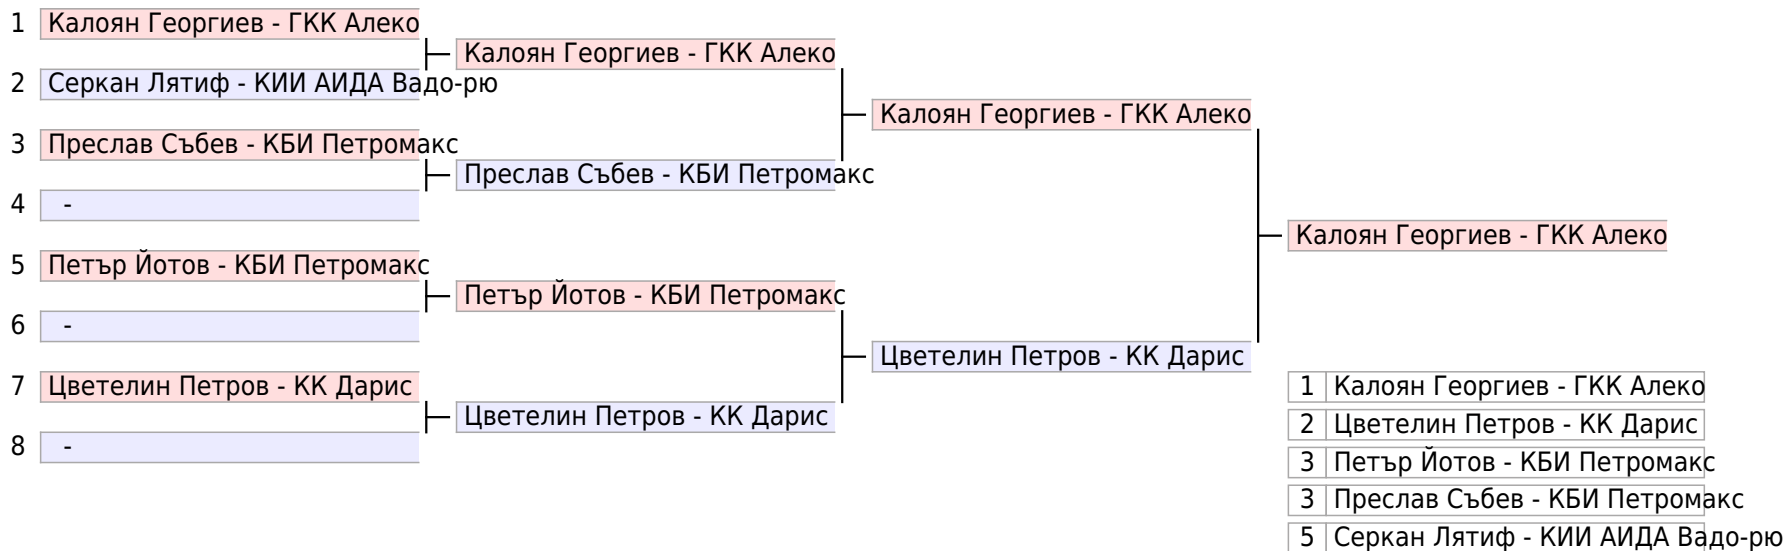 1 Калоян Георгиев - ГКК Алеко
2 Серкан Лятиф - КИИ АИДА Вадо-рю
3 Преслав Събев - КБИ Петромакс
4 -
5 Петър Йотов - КБИ Петромакс
6 -
7 Цветелин Петров - КК Дарис
8 -
Калоян Георгиев - ГКК Алеко
Преслав Събев - КБИ Петромакс
Петър Йотов - КБИ Петромакс
Цветелин Петров - КК Дарис
Калоян Георгиев - ГКК Алеко
Цветелин Петров - КК Дарис
Калоян Георгиев - ГКК Алеко
1 Калоян Георгиев - ГКК Алеко
2 Цветелин Петров - КК Дарис
3 Петър Йотов - КБИ Петромакс
3 Преслав Събев - КБИ Петромакс
5 Серкан Лятиф - КИИ АИДА Вадо-рю